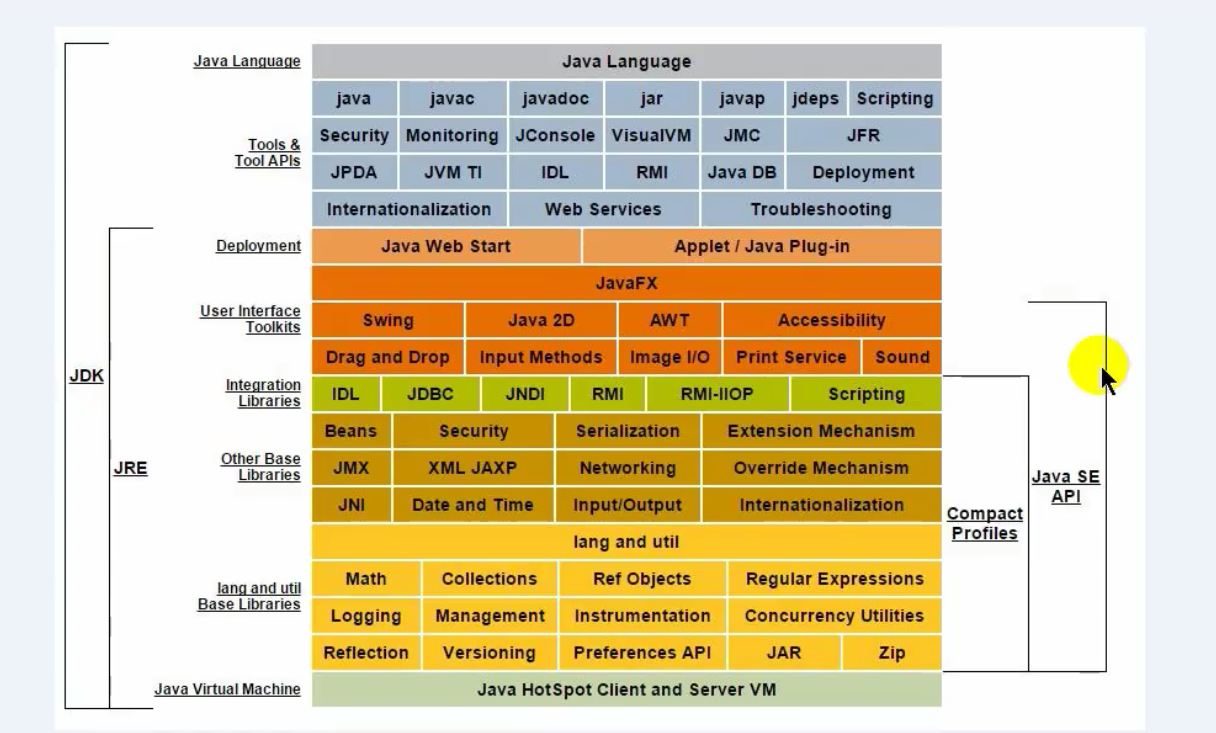 Java Language Java Language
java javac javadoc jar javap jdeps Scripting
Security Monitoring JConsole VisualVM JMC JFR
Tools &
Tool APIs
JPDA JVM TI IDL RMI Java DB Deployment
Internationalization Web Services Troubleshooting
Deployment Java Web Start Applet / Java Plug-in
JavaFX
User Interface
Toolkits
Swing Java 2D AWT Accessibility
Drag and Drop Input Methods Image I/O Print Service Sound
JDK
Integration
Libraries
IDL JDBC JNDI RMI RMI-IIOP Scripting
Beans Security Serialization Extension Mechanism
JRE
Other Base
Libraries
JMX XML JAXP Networking Override Mechanism
Java SE
API
JNI Date and Time Input/Output Internationalization
Compact
Profiles
lang and util
Math Collections Ref Objects Regular Expressions
lang and util
Base Libraries
Logging Management Instrumentation Concurrency Utilities
Reflection Versioning Preferences API JAR Zip
Java Virtual Machine Java HotSpot Client and Server VM